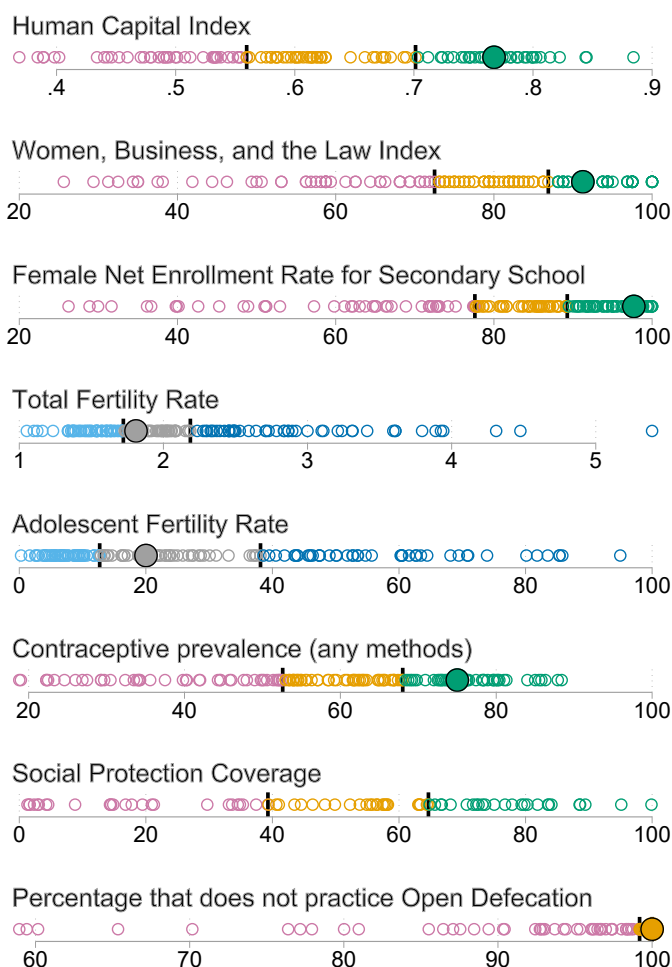 Human Capital Index
.4 .5 .6 .7 .8 .9
Women, Business, and the Law Index
20 40 60 80 100
Female Net Enrollment Rate for Secondary School
20 40 60 80 100
Total Fertility Rate
1 2 3 4 5
Adolescent Fertility Rate
0 20 40 60 80 100
Contraceptive prevalence (any methods)
20 40 60 80 100
Social Protection Coverage
0 20 40 60 80 100
Percentage that does not practice Open Defecation
60 70 80 90 100